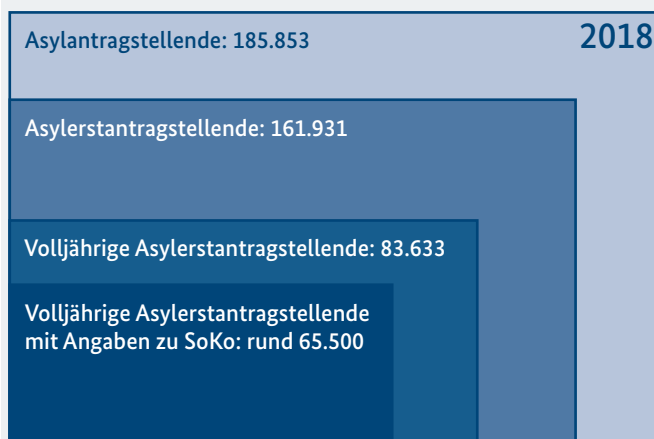 Asylantragstellende: 185.853
2018
Asylerstantragstellende: 161.931
Volljährige Asylerstantragstellende: 83.633
Volljährige Asylerstantragstellende
mit Angaben zu SoKo: rund 65.500